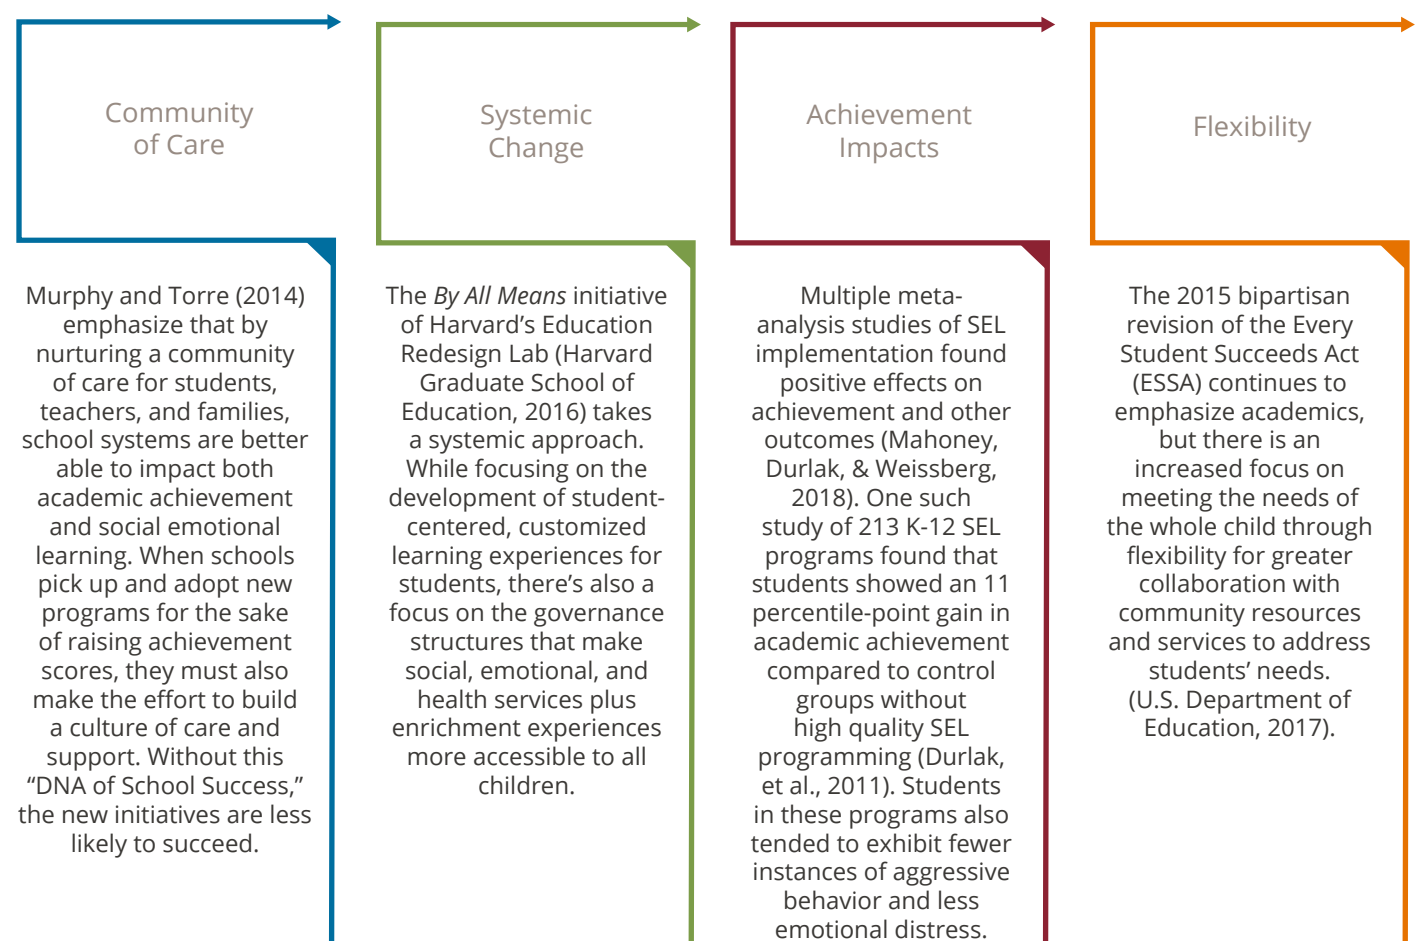 Community
of Care
Murphy and Torre (2014)
emphasize that by
nurturing a community
of care for students,
teachers, and families,
school systems are better
able to impact both
academic achievement
and social emotional
learning. When schools
pick up and adopt new
programs for the sake
of raising achievement
scores, they must also
make the effort to build
a culture of care and
support. Without this
“DNA of School Success,”
the new initiatives are less
likely to succeed.
Systemic
Change
The By All Means initiative
of Harvard’s Education
Redesign Lab (Harvard
Graduate School of
Education, 2016) takes
a systemic approach.
While focusing on the
development of student-
centered, customized
learning experiences for
students, there’s also a
focus on the governance
structures that make
social, emotional, and
health services plus
enrichment experiences
more accessible to all
children.
Achievement
Impacts
Multiple meta-
analysis studies of SEL
implementation found
positive effects on
achievement and other
outcomes (Mahoney,
Durlak, & Weissberg,
2018). One such
study of 213 K-12 SEL
programs found that
students showed an 11
percentile-point gain in
academic achievement
compared to control
groups without
high quality SEL
programming (Durlak,
et al., 2011). Students
in these programs also
tended to exhibit fewer
instances of aggressive
behavior and less
emotional distress.
Flexibility
The 2015 bipartisan
revision of the Every
Student Succeeds Act
(ESSA) continues to
emphasize academics,
but there is an
increased focus on
meeting the needs of
the whole child through
flexibility for greater
collaboration with
community resources
and services to address
students’ needs.
(U.S. Department of
Education, 2017).